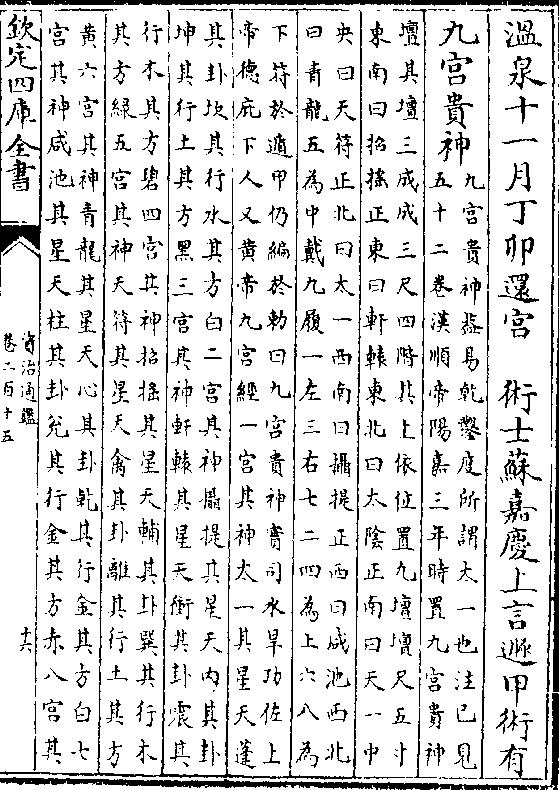 溫泉十一月丁卯還宮　術士蘇嘉慶上言遯甲術有
九宮貴神
九宮貴神葢易乾鑿度所謂太一也注已見
五十二卷漢順帝陽嘉三年時置九宮貴神
壇其壇三成成三尺四階其上依位置九壇壇尺五寸
東南曰招搖正東曰軒轅東北曰太陰正南曰天一中
央曰天符正北曰太一西南曰攝提正西曰咸池西北
曰青龍五為中戴九履一左三右七二四為上六八為
下符於遁甲仍編於勅曰九宮貴神實司水旱功佐上
帝德庇下人又黄帝九宮經一宮其神太一其星天蓬
其卦坎其行水其方白二宮其神攝提其星天内其卦
坤其行土其方黑三宮其神軒轅其星天衝其卦震其
行木其方碧四宮其神招搖其星天輔其卦巽其行木
其方綠五宮其神天符其星天禽其卦離其行土其方
黄六宮其神青龍其星天心其卦乾其行金其方白七
宮其神咸池其星天柱其卦兌其行金其方赤八宮其
欽定四庫全書
資治通鑑
卷二百十五
十六